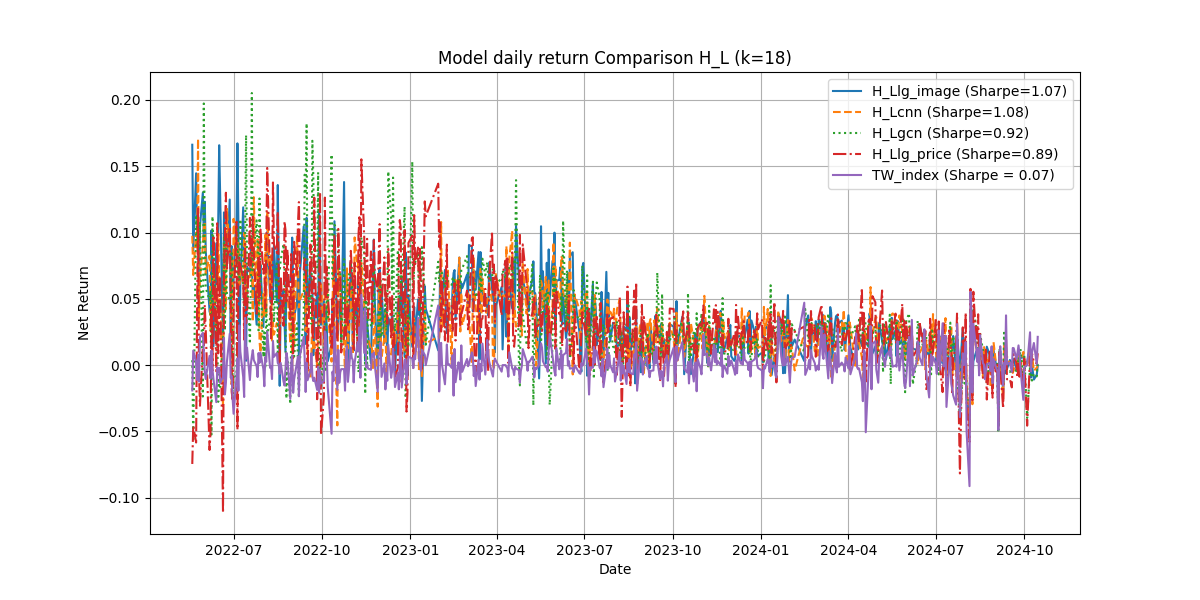 Model daily return Comparison H_L (k=18)
H_Llg_image (Sharpe=1.07)
H_Lcnn (Sharpe=1.08)
H_Lgcn (Sharpe=0.92)
H_Llg_price (Sharpe=0.89)
TW_index (Sharpe = 0.07)
Net Return
0.20
0.15
0.10
0.05
0.00
−0.05
−0.10
2022-07 2022-10 2023-01 2023-04 2023-07 2023-10 2024-01 2024-04 2024-07 2024-10
Date